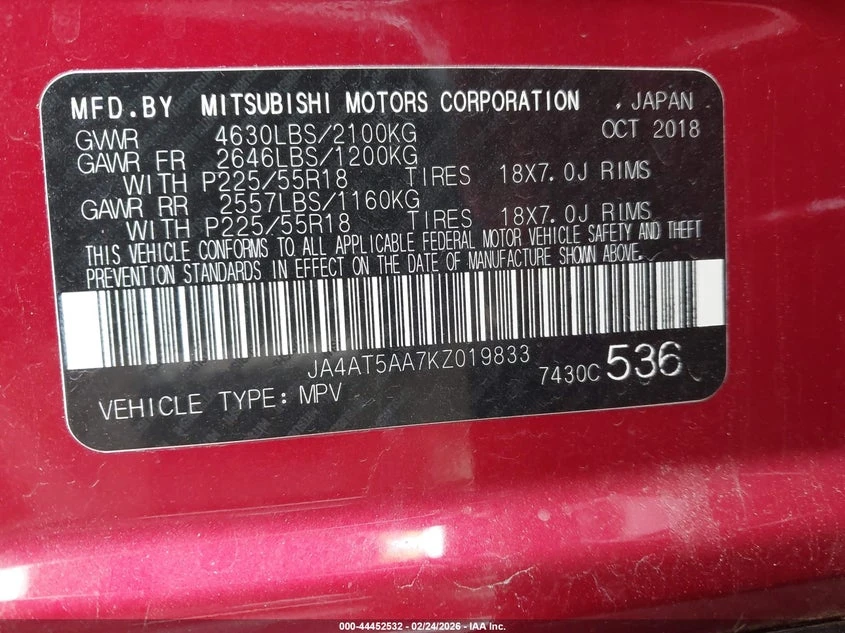 MFD.BY MITSUBISHI MOTORS CORPORATION , JAPAN
GVWR 4630LBS/2100KG OCT 2018
GAWR FR 2646LBS/1200KG
WITH P225/55R18 TIRES 18X7.0J RIMS
GAWR RR 2557LBS/1160KG
WITH P225/55R18 TIRES 18X7.0J RIMS
THIS VEHICLE CONFORMS TO ALL APPLICABLE FEDERAL MOTOR VEHICLE SAFETY AND THEFT
PREVENTION STANDARDS IN EFFECT ON THE DATE OF MANUFACTURE SHOWN ABOVE.
JA4AT5AA7KZ019833
7430C 536
VEHICLE TYPE: MPV
000-44452532 - 02/24/2026 - IAA Inc.